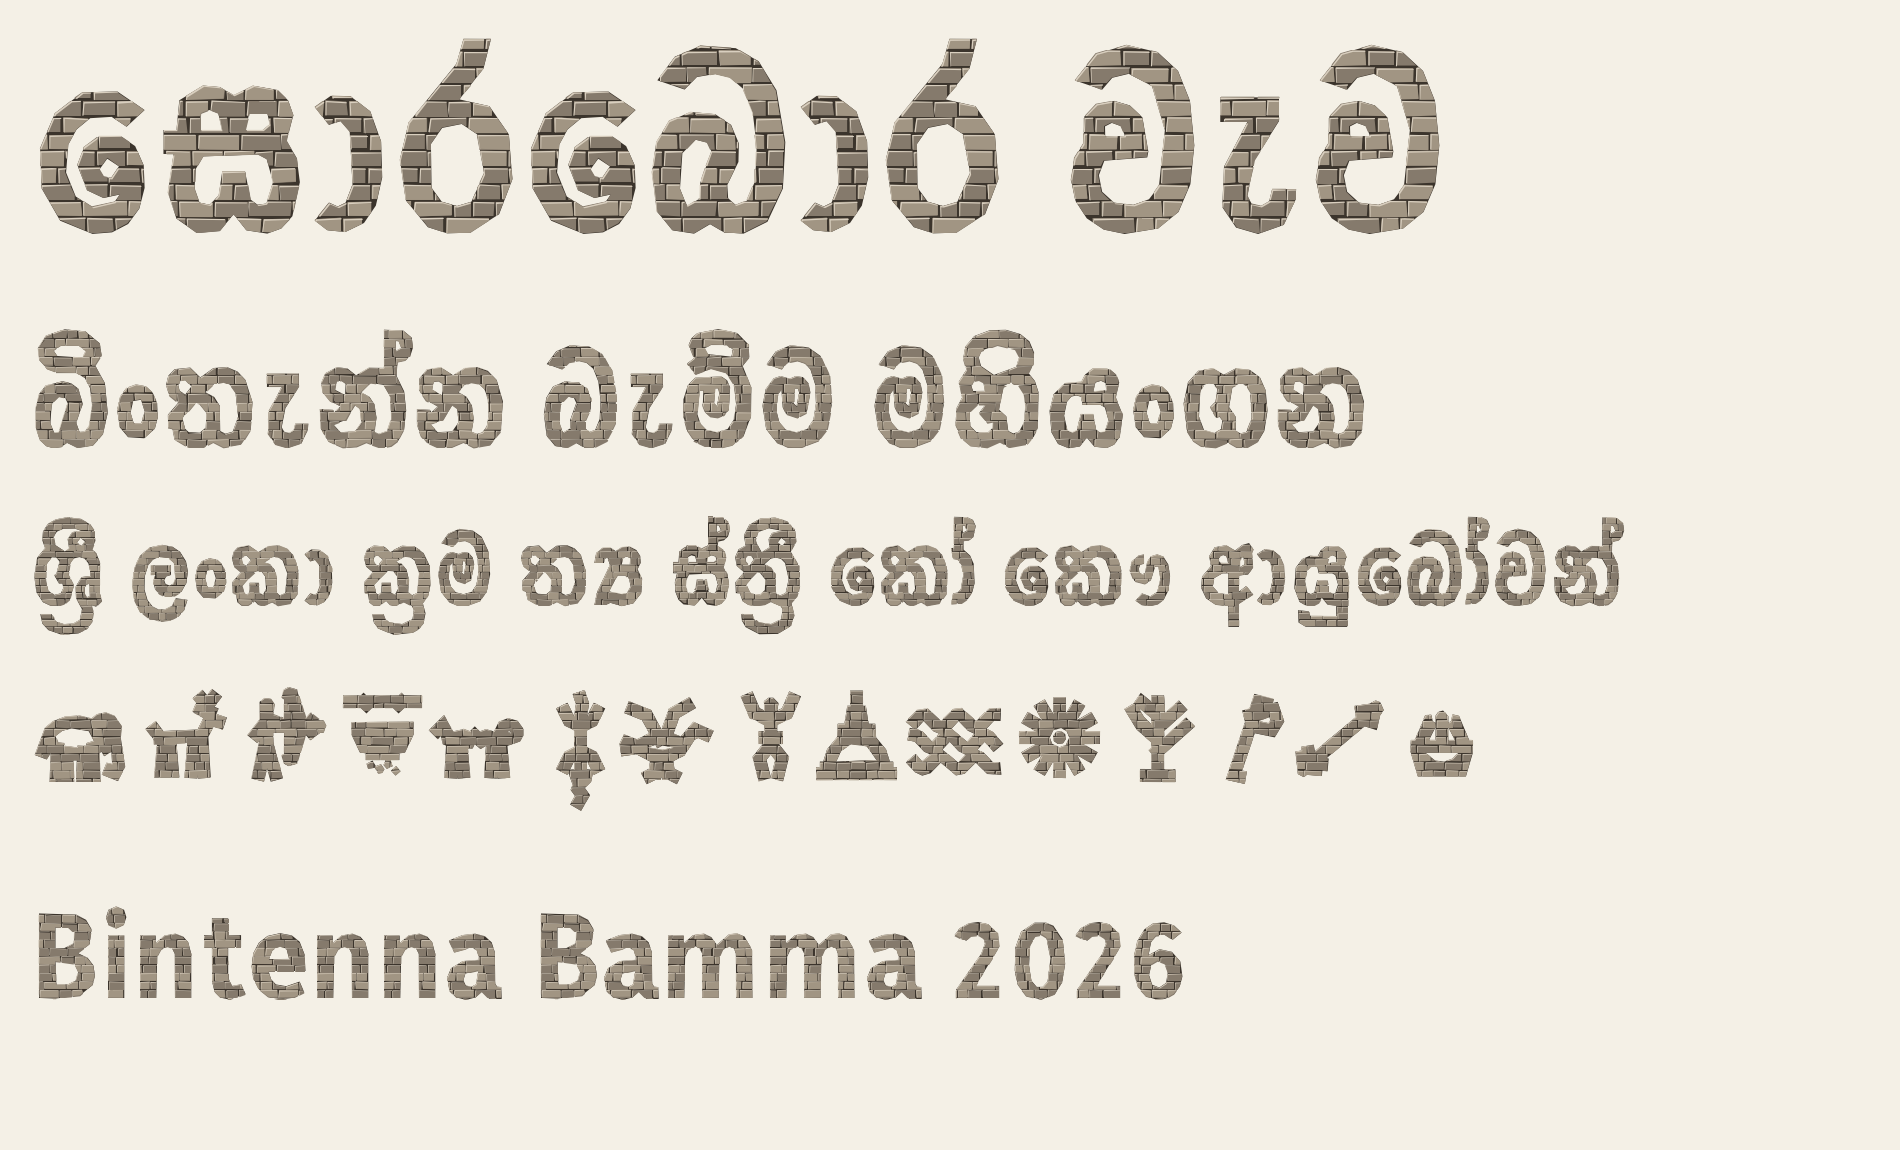 සොරබොර වැව
බිංතැන්න බැම්ම මහියංගන
ශ්‍රී ලංකා ක්‍රම ත්‍ය ස්ත්‍රී කෝ කෞ ආයුබෝවන්
Bintenna Bamma 2026